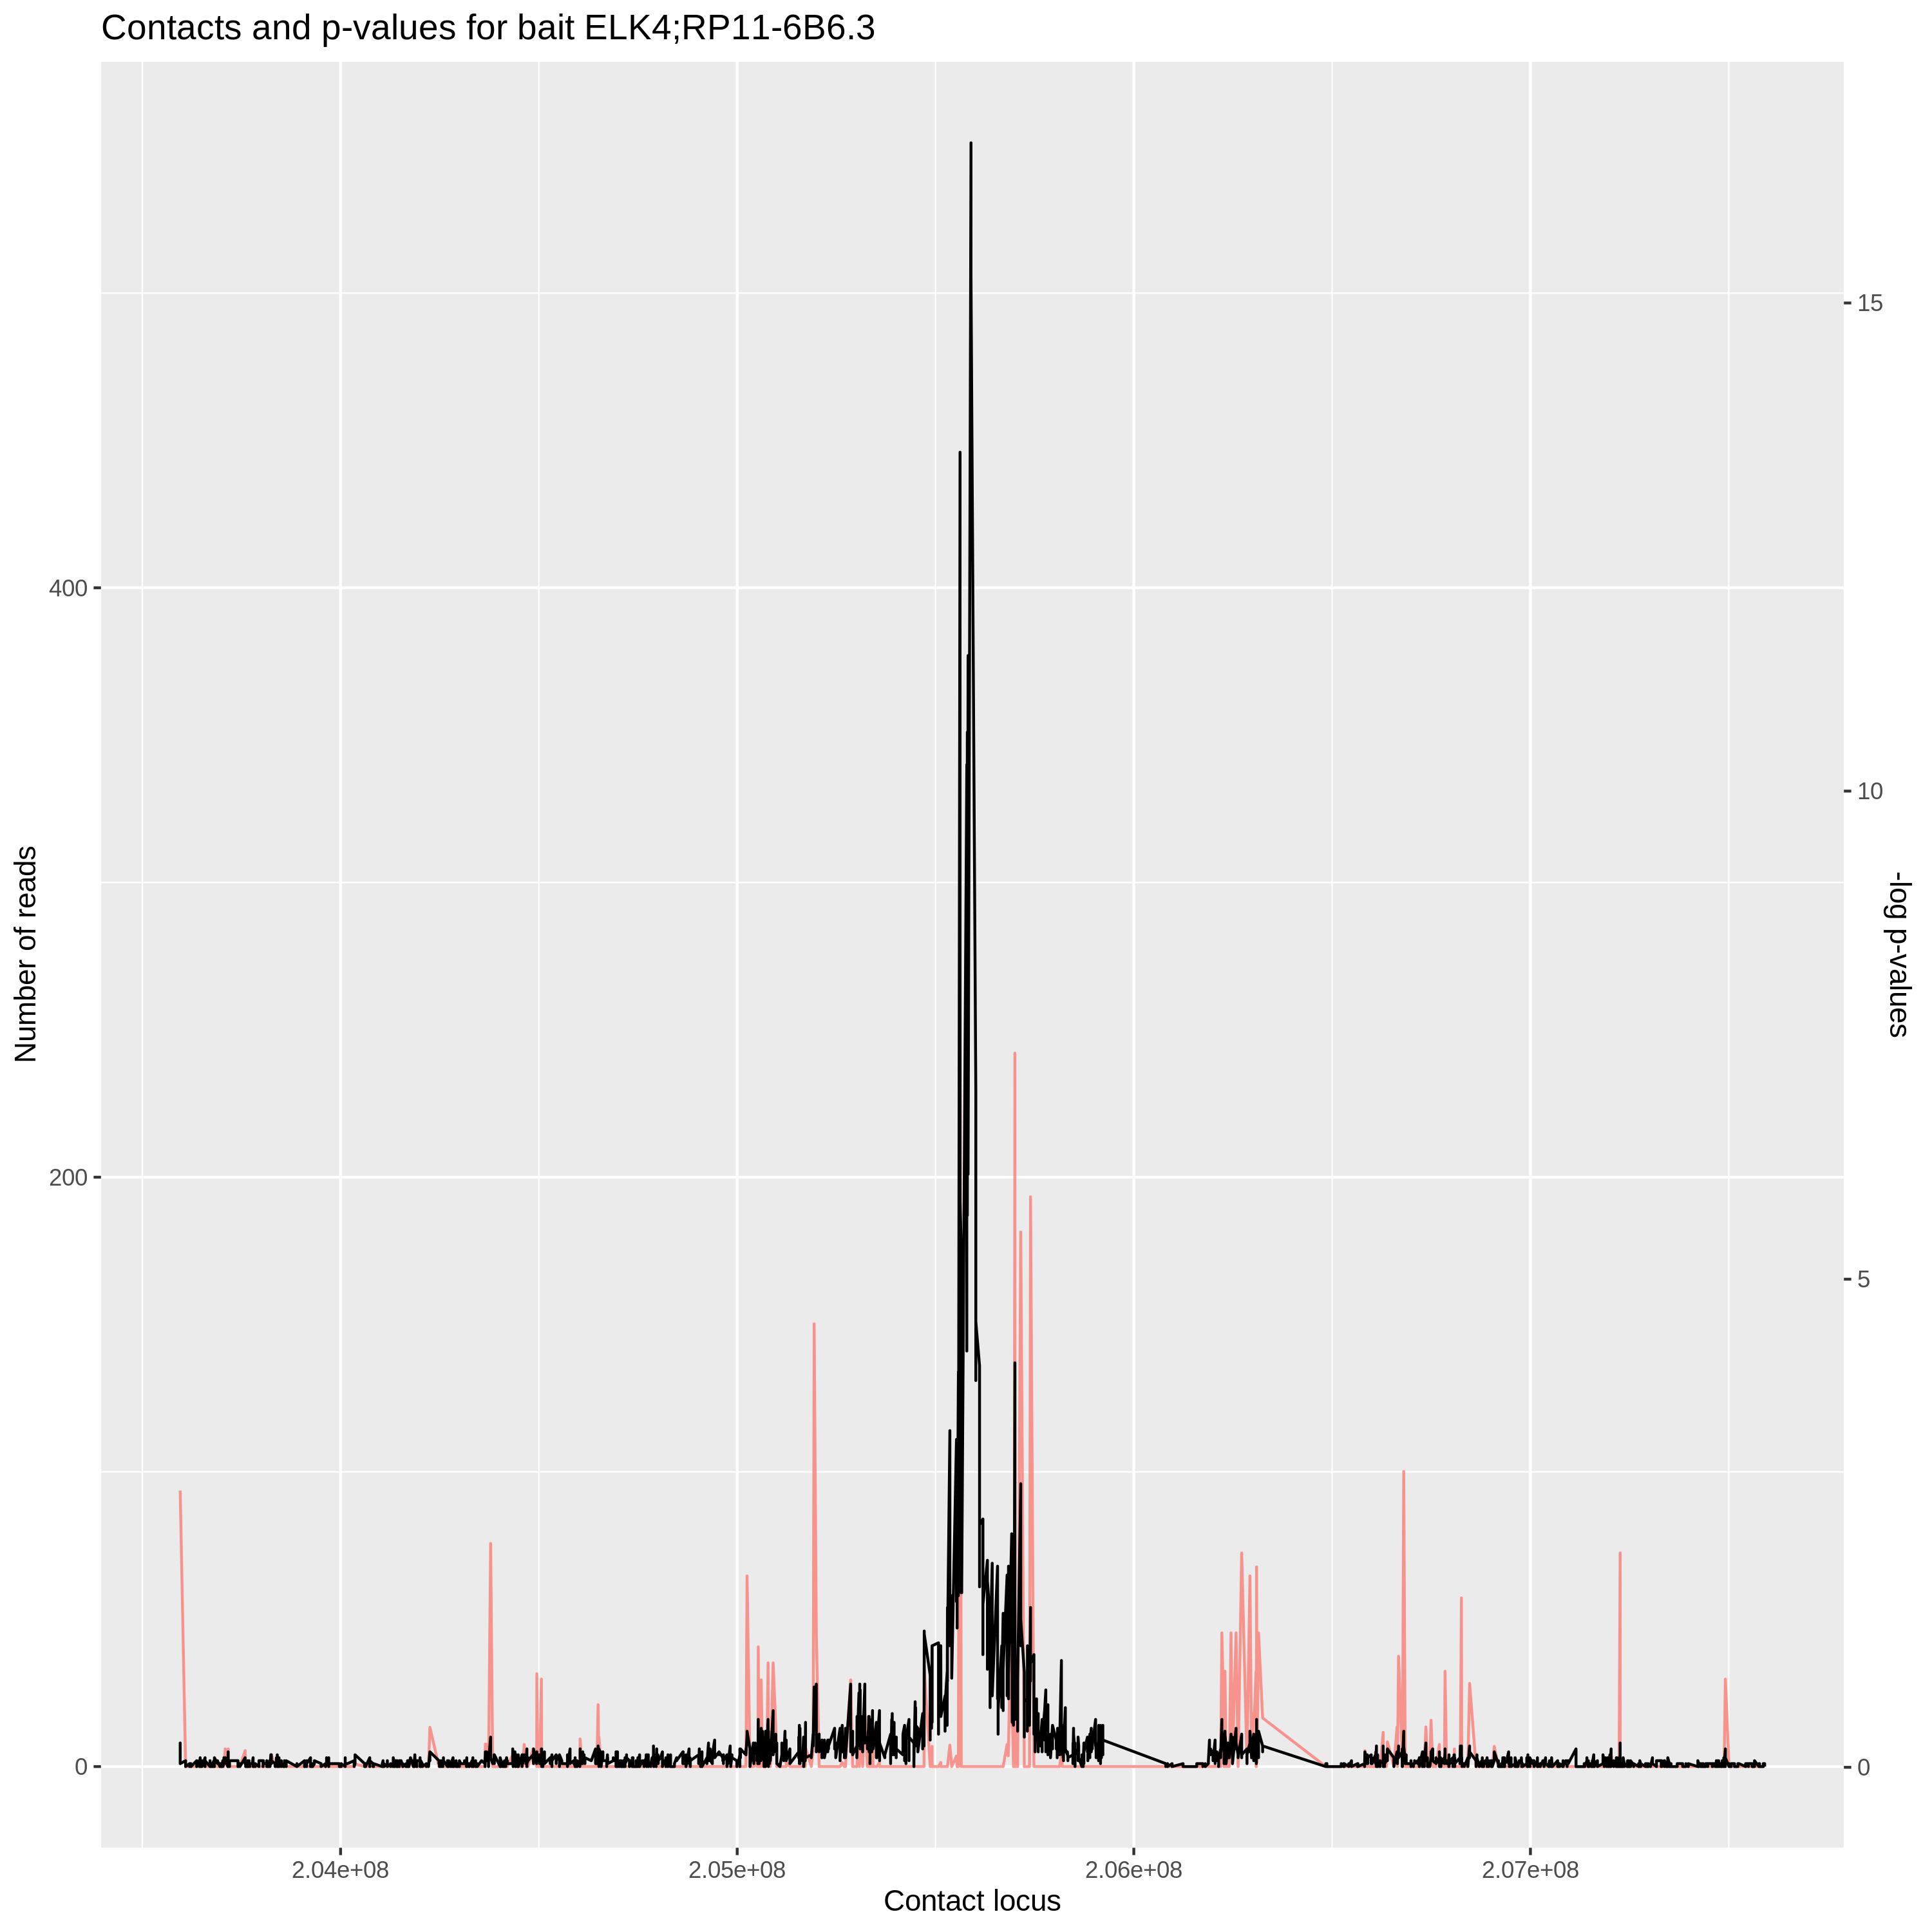 Contacts and p-values for bait ELK4;RP11-6B6.3
Number of reads
400
200
0
15
10
5
0
-log p-values
2.04e+08
2.05e+08
2.06e+08
2.07e+08
Contact locus